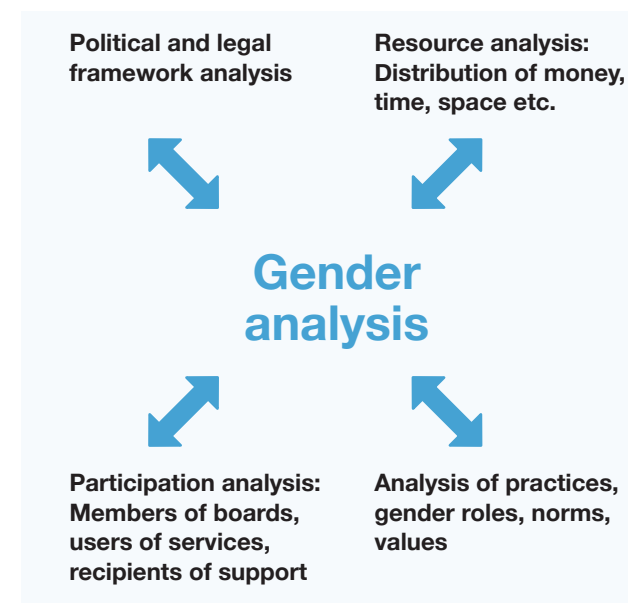 Political and legal
framework analysis
Resource analysis:
Distribution of money,
time, space etc.
Gender
analysis
Participation analysis:
Members of boards,
users of services,
recipients of support
Analysis of practices,
gender roles, norms,
values